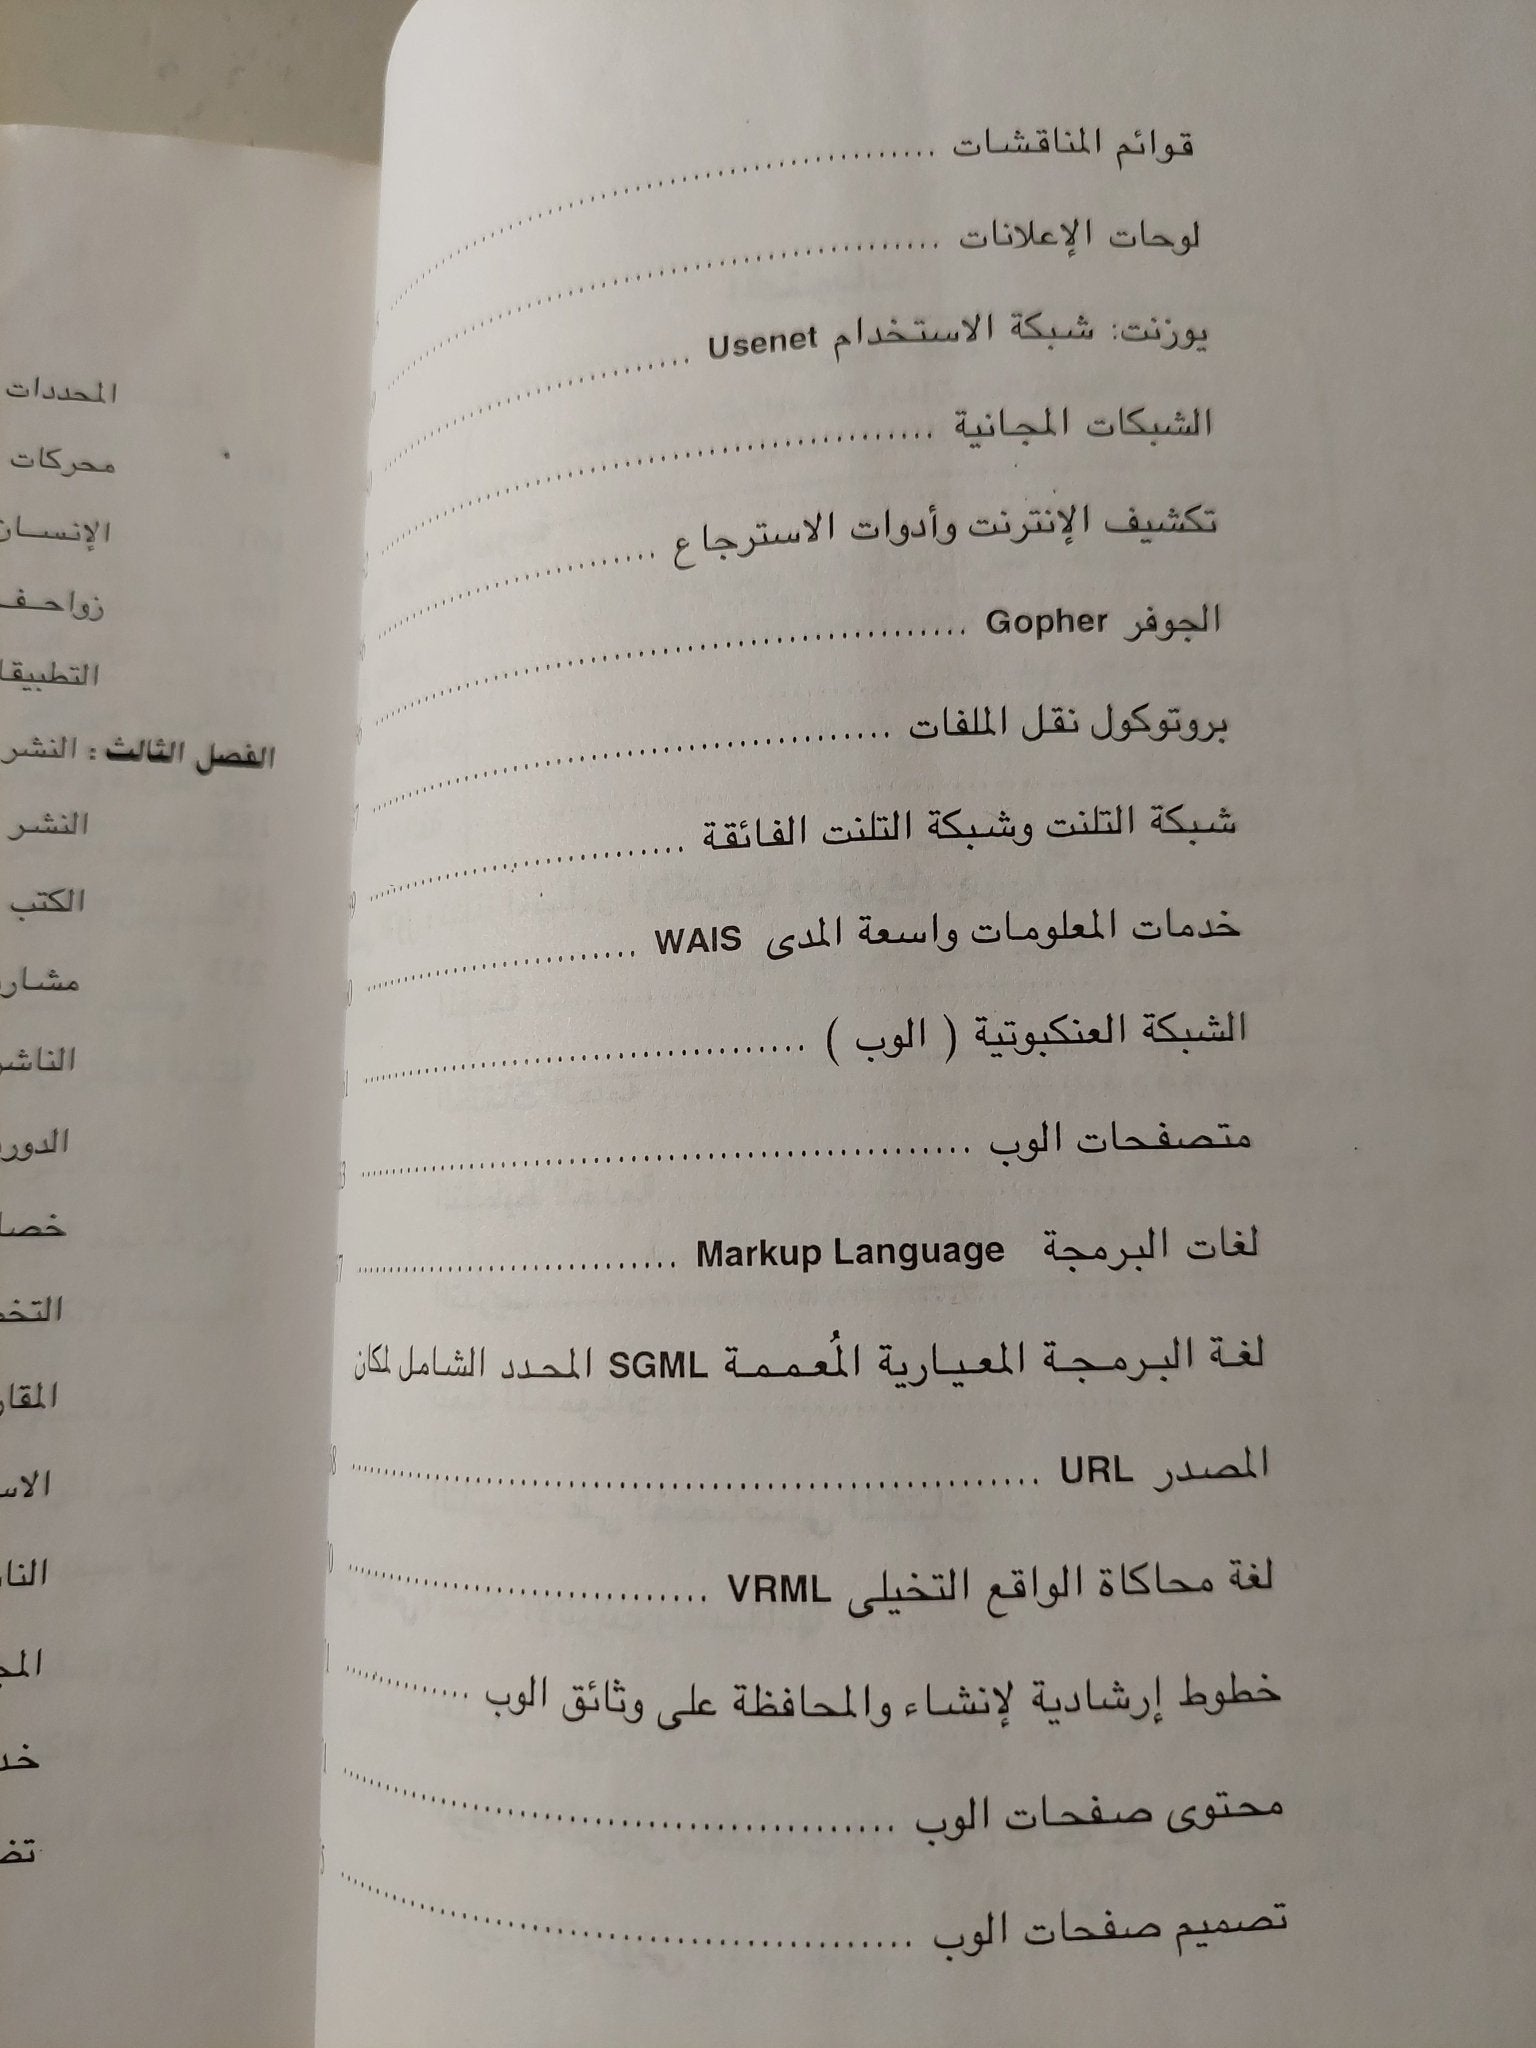 قوائم المناقشات
لوحات الإعلانات
يوزنت: شبكة الاستخدام Usenet
الشبكات المجانية
تكشيف الإنترنت وأدوات الاسترجاع
الجوفر Gopher
بروتوكول نقل الملفات
شبكة التلنت وشبكة التلنت الفائقة
خدمات المعلومات واسعة المدى WAIS
الشبكة العنكبوتية ( الوب )
متصفحات الوب
لغات البرمجة Markup Language
لغة البرمجة المعيارية المُعممة SGML المحدد الشامل لمكان
المصدر URL
لغة محاكاة الواقع التخيلى VRML
خطوط إرشادية لإنشاء والمحافظة على وثائق الوب
محتوى صفحات الوب
تصميم صفحات الوب
المحددات
محركات
زواحف
الفصل الثالث : النشر
النشر
الكتب